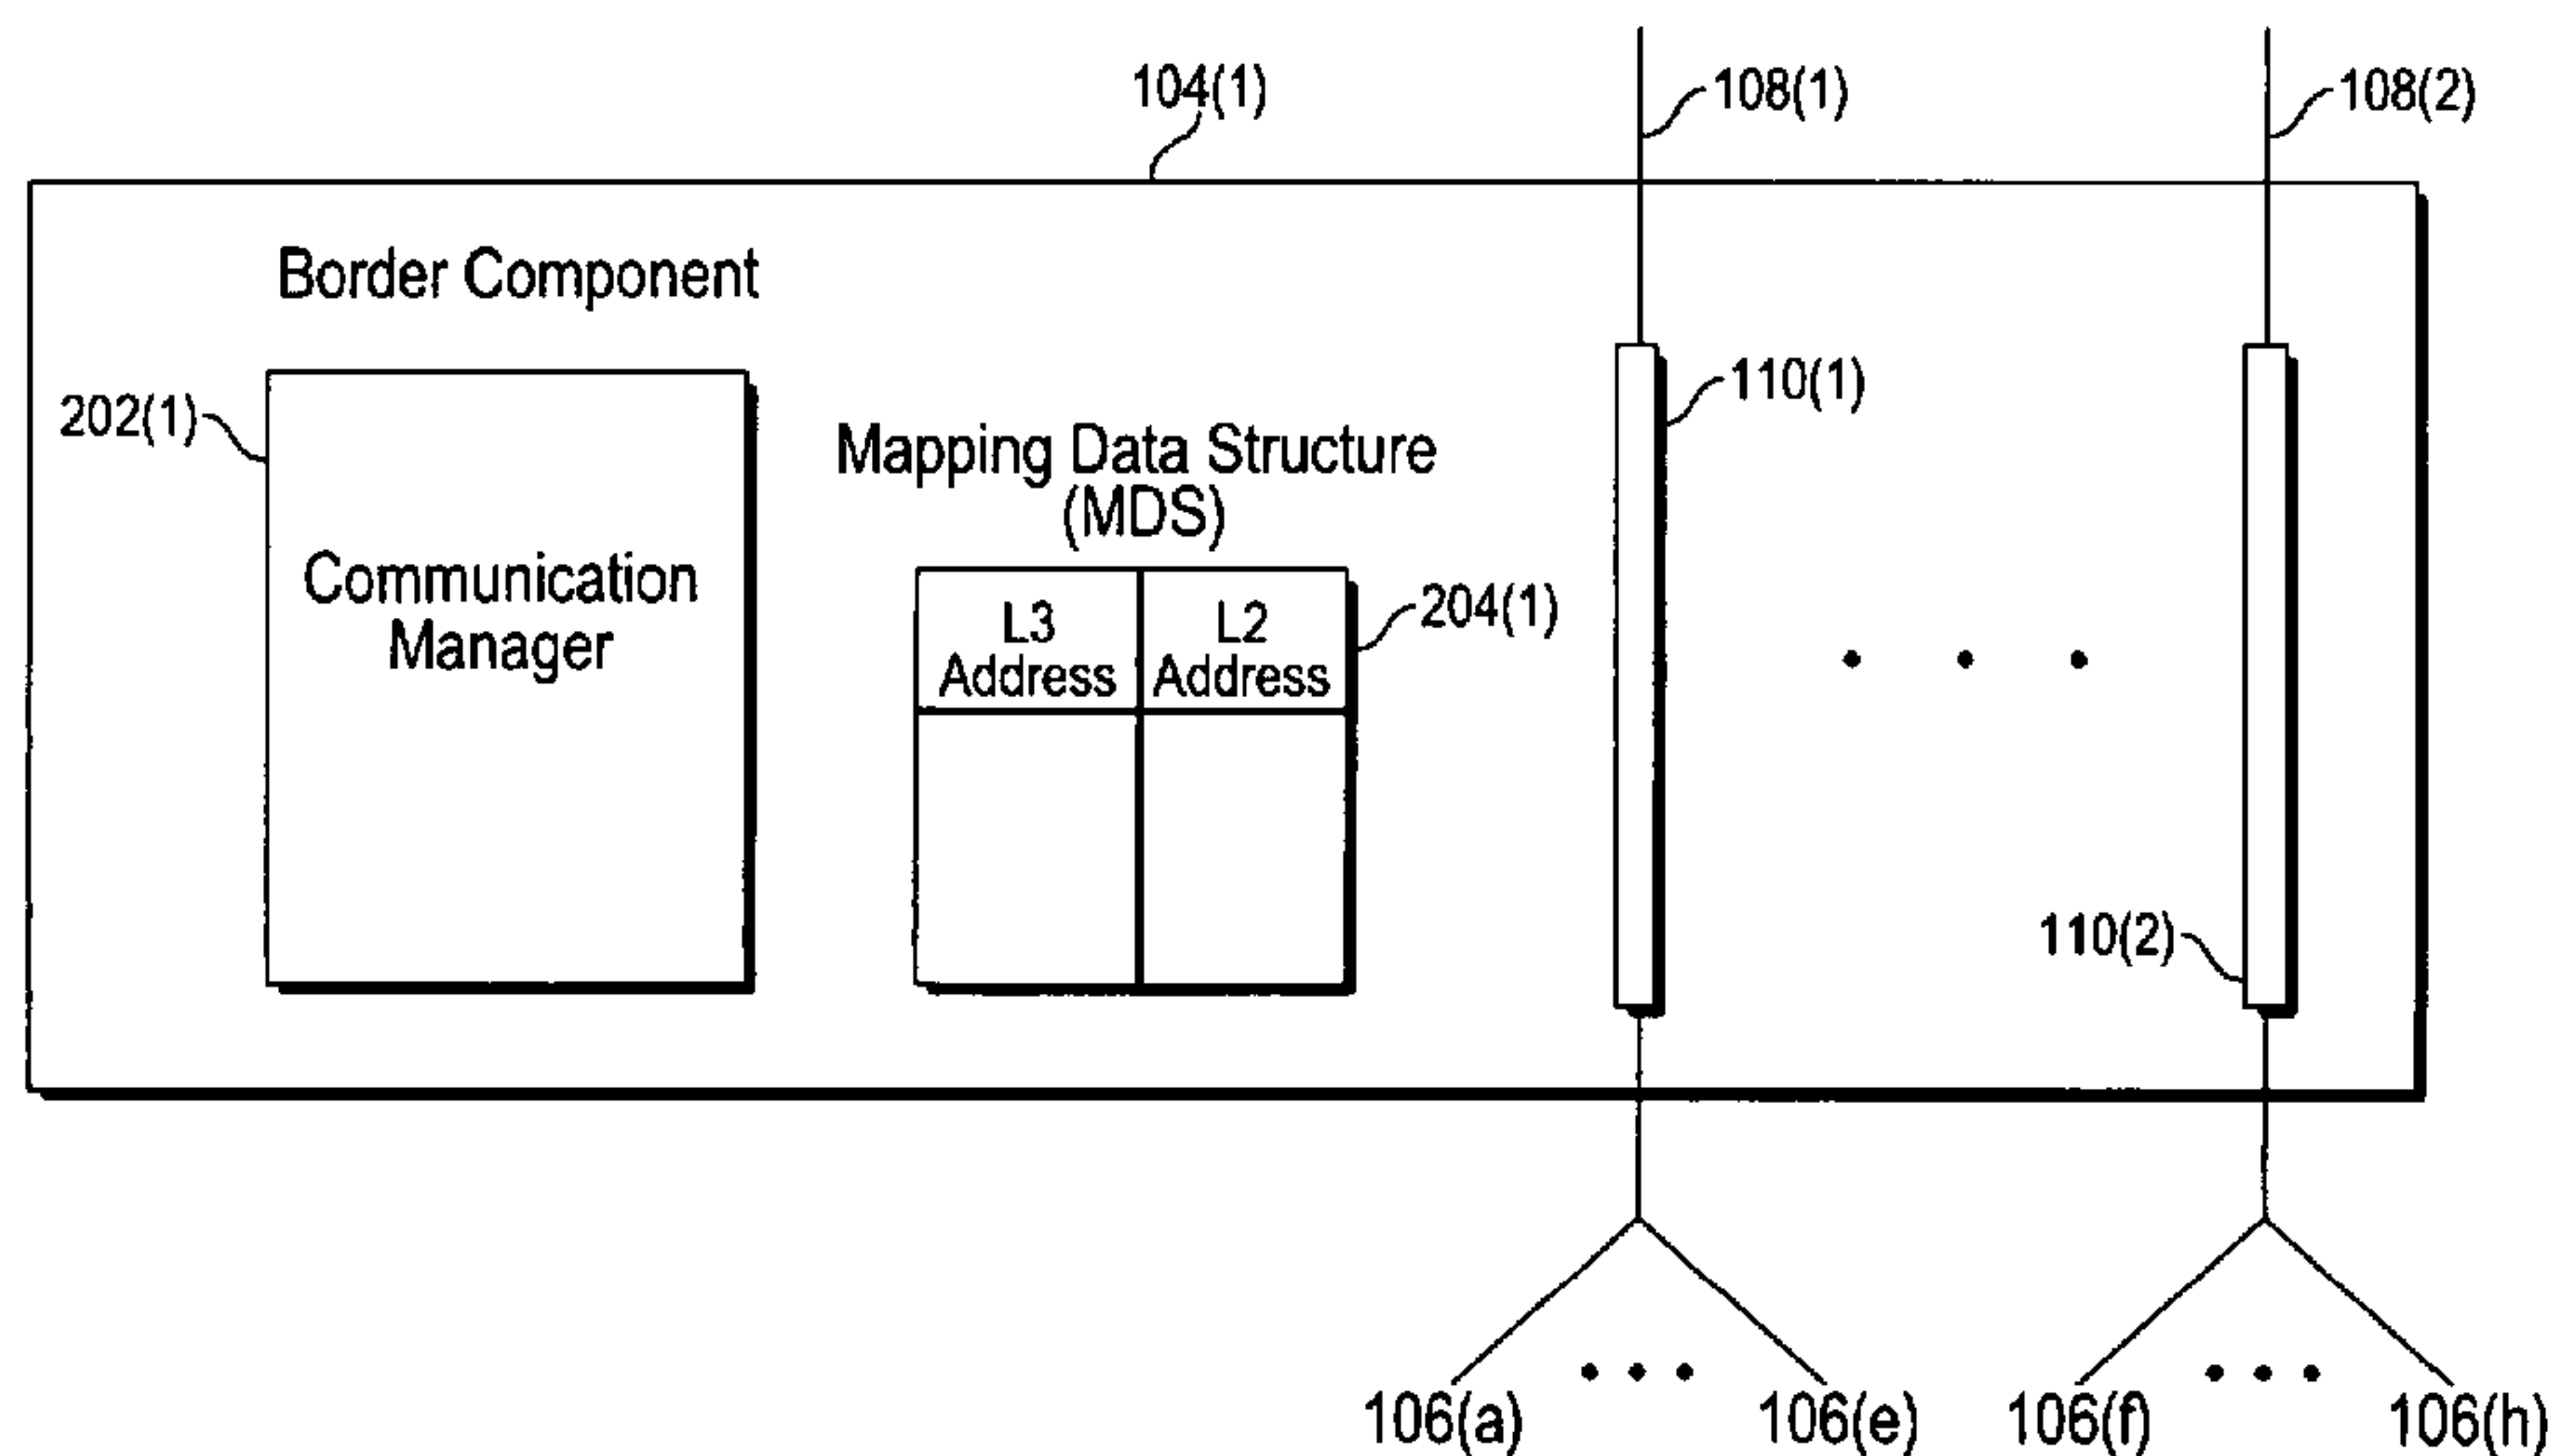 104(1)
108(1)
108(2)
Border Component
110(1)
202(1)
Mapping Data Structure
(MDS)
Communication
Manager
L3
Address
L2
Address
204(1)
110(2)
106(a)
106(e)
106(f)
106(h)